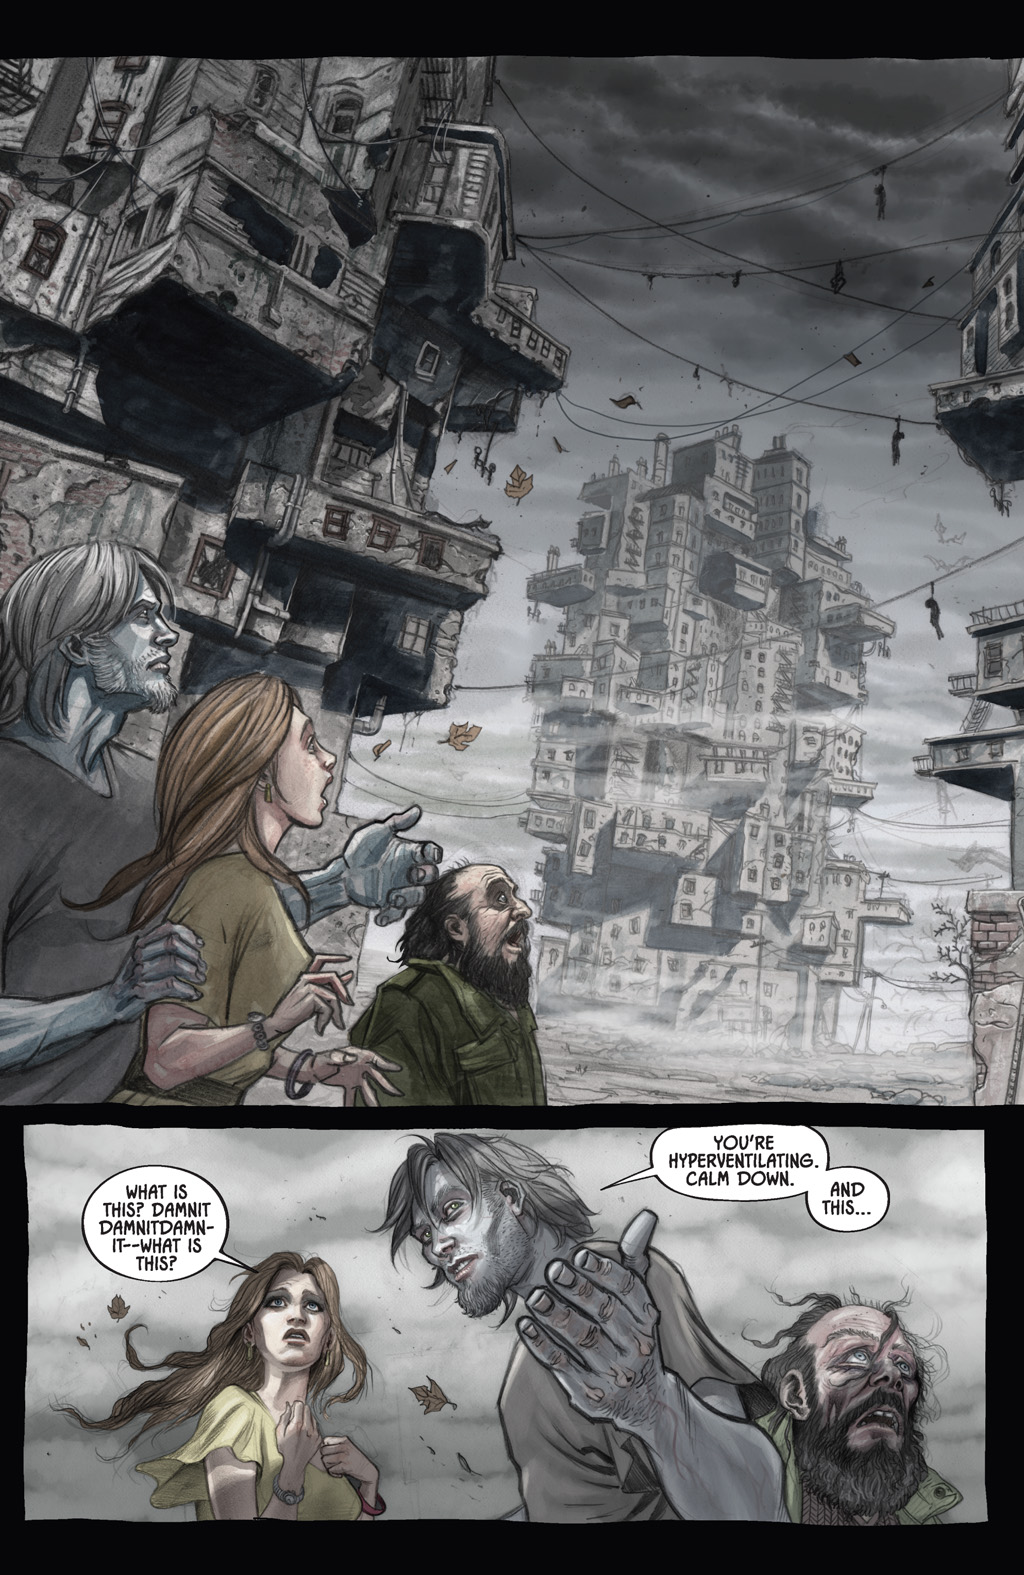 WHAT IS
THIS? DAMNIT
DAMNITDAMN-
IT--WHAT IS
THIS?
YOU'RE
HYPERVENTILATING.
CALM DOWN.
AND
THIS...